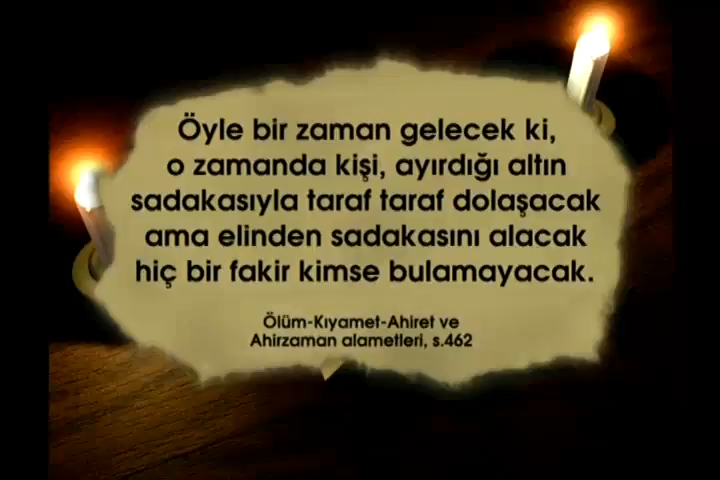 Öyle bir zaman gelecek ki,
o zamanda kişi, ayırdığı altın
sadakasıyla taraf taraf dolaşacak
ama elinden sadakasını alacak
hiç bir fakir kimse bulamayacak.
Ölüm-Kıyamet-Ahiret ve
Ahirzaman alametleri, s.462